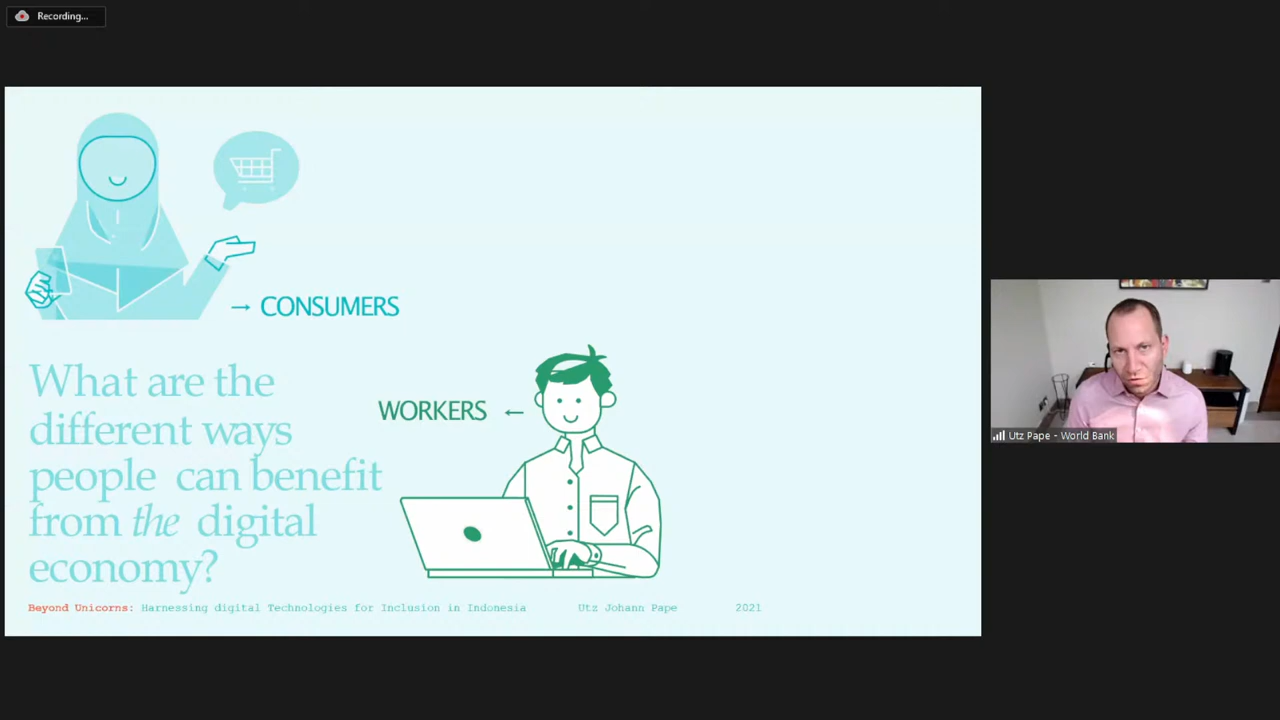 Recording...
CONSUMERS
WORKERS
What are the
different ways
people can benefit
from the digital
economy?
Beyond Unicorns: Harnessing digital Technologies for Inclusion in Indonesia Utz Johann Pape 2021
Utz Pape - World Bank